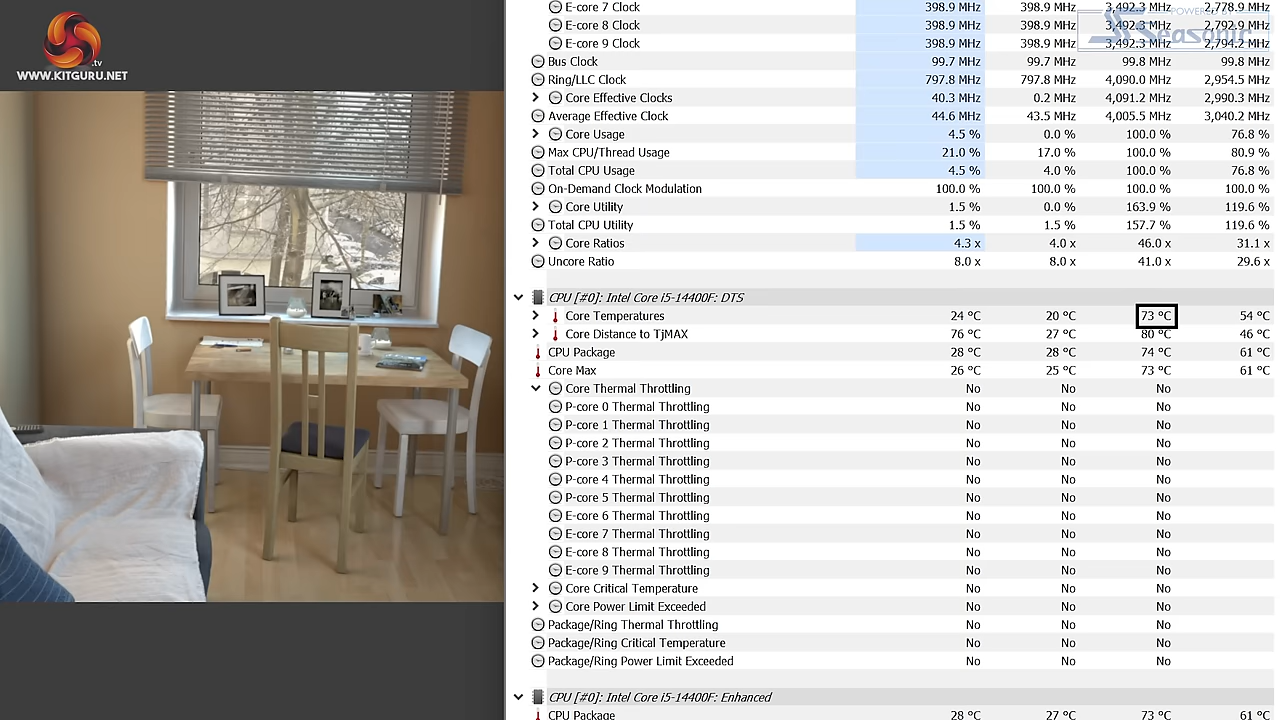 .tv
WWW.KITGURU.NET
POWERED
Seasonic
E-core 7 Clock 398.9 MHz 398.9 MHz 3,492.3 MHz 2,778.9 MHz
E-core 8 Clock 398.9 MHz 398.9 MHz 3,492.3 MHz 2,792.9 MHz
E-core 9 Clock 398.9 MHz 398.9 MHz 3,492.3 MHz 2,794.2 MHz
Bus Clock 99.7 MHz 99.7 MHz 99.8 MHz 99.8 MHz
Ring/LLC Clock 797.8 MHz 797.8 MHz 4,090.0 MHz 2,954.5 MHz
Core Effective Clocks 40.3 MHz 0.2 MHz 4,091.2 MHz 2,990.3 MHz
Average Effective Clock 44.6 MHz 43.5 MHz 4,005.5 MHz 3,040.2 MHz
Core Usage 4.5 % 0.0 % 100.0 % 76.8 %
Max CPU/Thread Usage 21.0 % 17.0 % 100.0 % 80.9 %
Total CPU Usage 4.5 % 4.0 % 100.0 % 76.8 %
On-Demand Clock Modulation 100.0 % 100.0 % 100.0 % 100.0 %
Core Utility 1.5 % 0.0 % 163.9 % 119.6 %
Total CPU Utility 1.5 % 1.5 % 157.7 % 119.6 %
Core Ratios 4.3 x 4.0 x 46.0 x 31.1 x
Uncore Ratio 8.0 x 8.0 x 41.0 x 29.6 x
CPU [#0]: Intel Core i5-14400F: DTS
Core Temperatures 24 °C 20 °C 73 °C 54 °C
Core Distance to TjMAX 76 °C 27 °C 80 °C 46 °C
CPU Package 28 °C 28 °C 74 °C 61 °C
Core Max 26 °C 25 °C 73 °C 61 °C
Core Thermal Throttling No No No
P-core 0 Thermal Throttling No No No
P-core 1 Thermal Throttling No No No
P-core 2 Thermal Throttling No No No
P-core 3 Thermal Throttling No No No
P-core 4 Thermal Throttling No No No
P-core 5 Thermal Throttling No No No
E-core 6 Thermal Throttling No No No
E-core 7 Thermal Throttling No No No
E-core 8 Thermal Throttling No No No
E-core 9 Thermal Throttling No No No
Core Critical Temperature No No No
Core Power Limit Exceeded No No No
Package/Ring Thermal Throttling No No No
Package/Ring Critical Temperature No No No
Package/Ring Power Limit Exceeded No No No
CPU [#0]: Intel Core i5-14400F: Enhanced
CPU Package 28 °C 27 °C 73 °C 61 °C